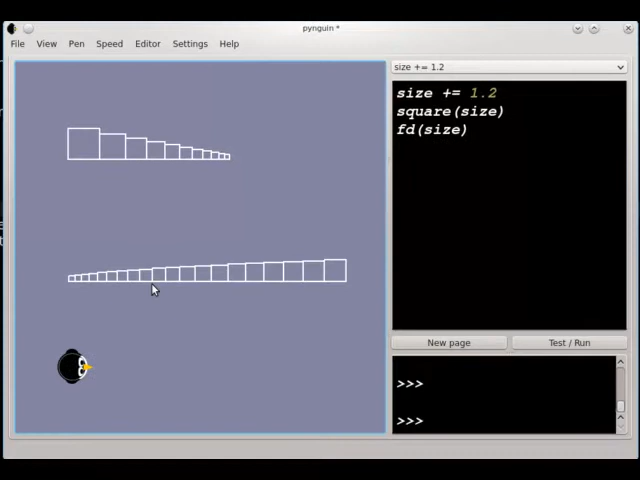 pynguin *
File View Pen Speed Editor Settings Help
size += 1.2
size += 1.2
square(size)
fd(size)
New page
Test / Run
>>>
>>>